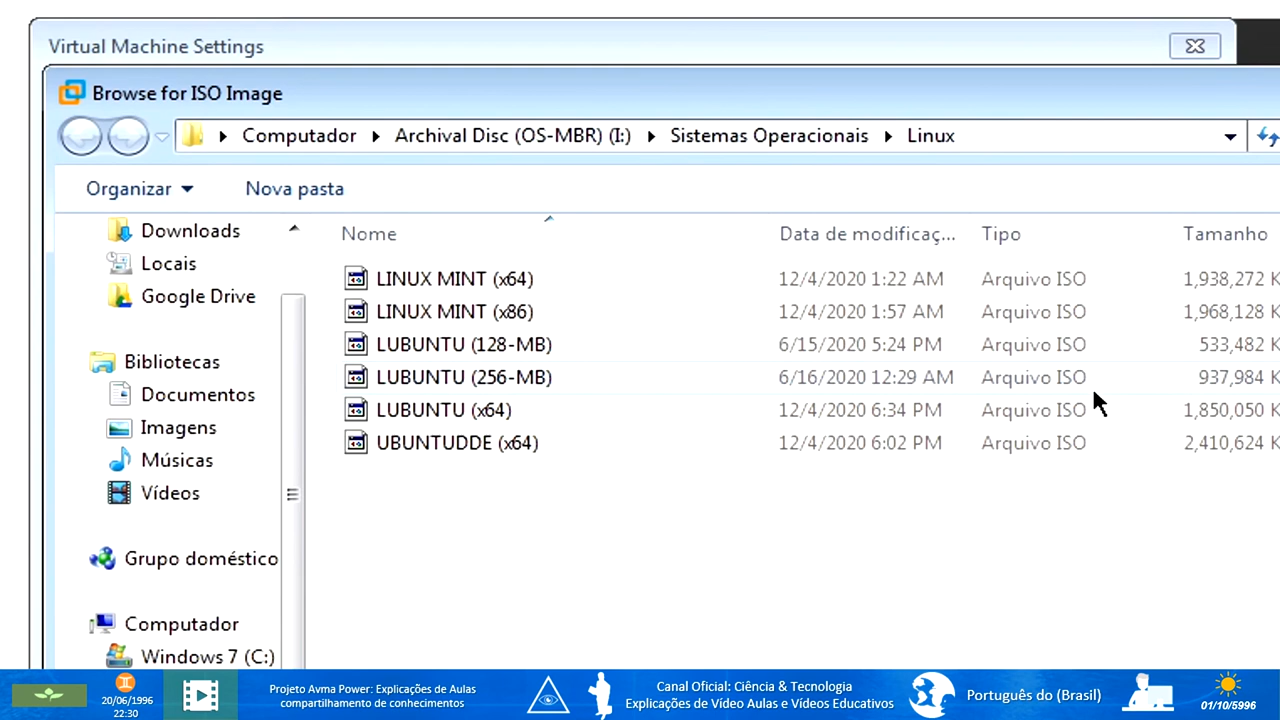 Virtual Machine Settings
Browse for ISO Image
Computador Archival Disc (OS-MBR) (I:) Sistemas Operacionais Linux
Organizar Nova pasta
Downloads
Locais
Google Drive
Bibliotecas
Documentos
Imagens
Músicas
Vídeos
Grupo doméstico
Computador
Windows 7 (C:)
Nome Data de modificaç... Tipo Tamanho
LINUX MINT (x64) 12/4/2020 1:22 AM Arquivo ISO 1,938,272 K
LINUX MINT (x86) 12/4/2020 1:57 AM Arquivo ISO 1,968,128 K
LUBUNTU (128-MB) 6/15/2020 5:24 PM Arquivo ISO 533,482 K
LUBUNTU (256-MB) 6/16/2020 12:29 AM Arquivo ISO 937,984 K
LUBUNTU (x64) 12/4/2020 6:34 PM Arquivo ISO 1,850,050 K
UBUNTUDDE (x64) 12/4/2020 6:02 PM Arquivo ISO 2,410,624 K
20/06/1996
22:30
Projeto Avma Power: Explicações de Aulas
compartilhamento de conhecimentos
Canal Oficial: Ciência & Tecnologia
Explicações de Vídeo Aulas e Vídeos Educativos
Português do (Brasil)
01/10/5996